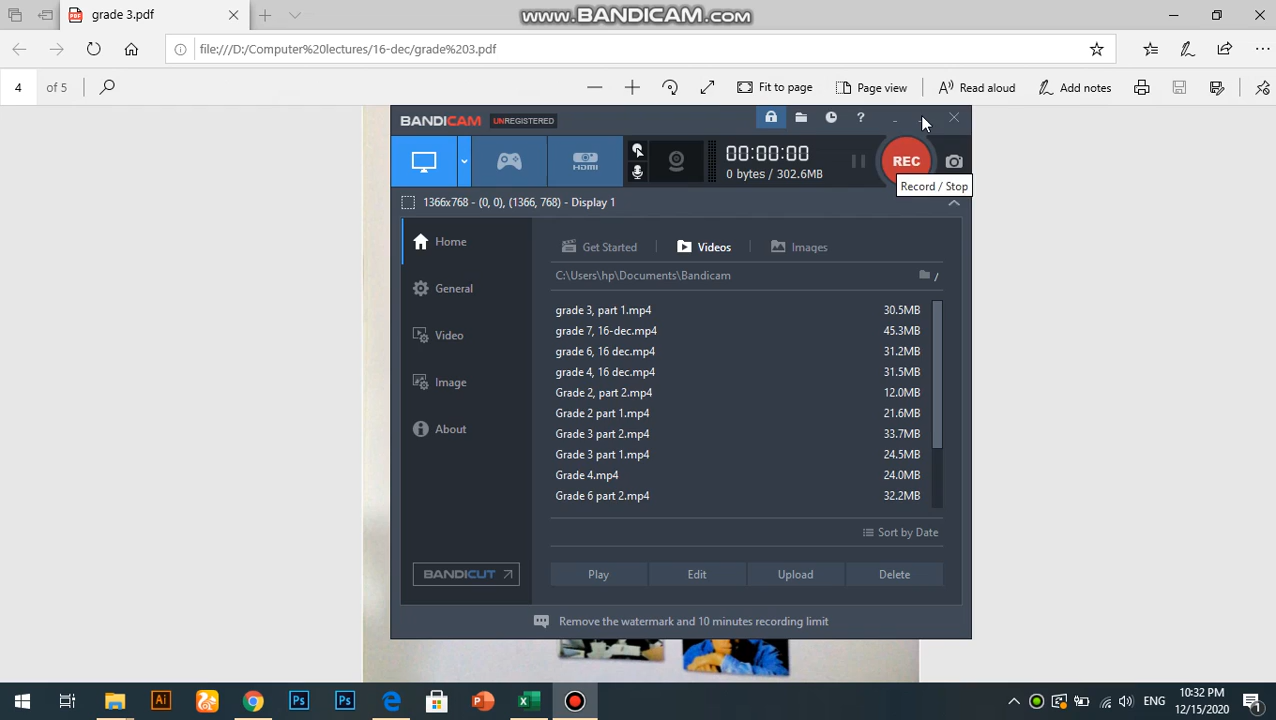 grade 3.pdf
www.BANDICAM.com
file:///D:/Computer%20lectures/16-dec/grade%203.pdf
4 of 5
Fit to page
Page view
Read aloud
Add notes
BANDICAM UNREGISTERED
HDMI
00:00:00
0 bytes / 302.6MB
REC
Record / Stop
1366x768 - (0, 0), (1366, 768) - Display 1
Home
General
Video
Image
About
BANDICUT
Get Started
Videos
Images
C:\Users\hp\Documents\Bandicam
/
grade 3, part 1.mp4 30.5MB
grade 7, 16-dec.mp4 45.3MB
grade 6, 16 dec.mp4 31.2MB
grade 4, 16 dec.mp4 31.5MB
Grade 2, part 2.mp4 12.0MB
Grade 2 part 1.mp4 21.6MB
Grade 3 part 2.mp4 33.7MB
Grade 3 part 1.mp4 24.5MB
Grade 4.mp4 24.0MB
Grade 6 part 2.mp4 32.2MB
Sort by Date
Play Edit Upload Delete
Remove the watermark and 10 minutes recording limit
Ai
Ps
Ps
ENG
10:32 PM
12/15/2020
1